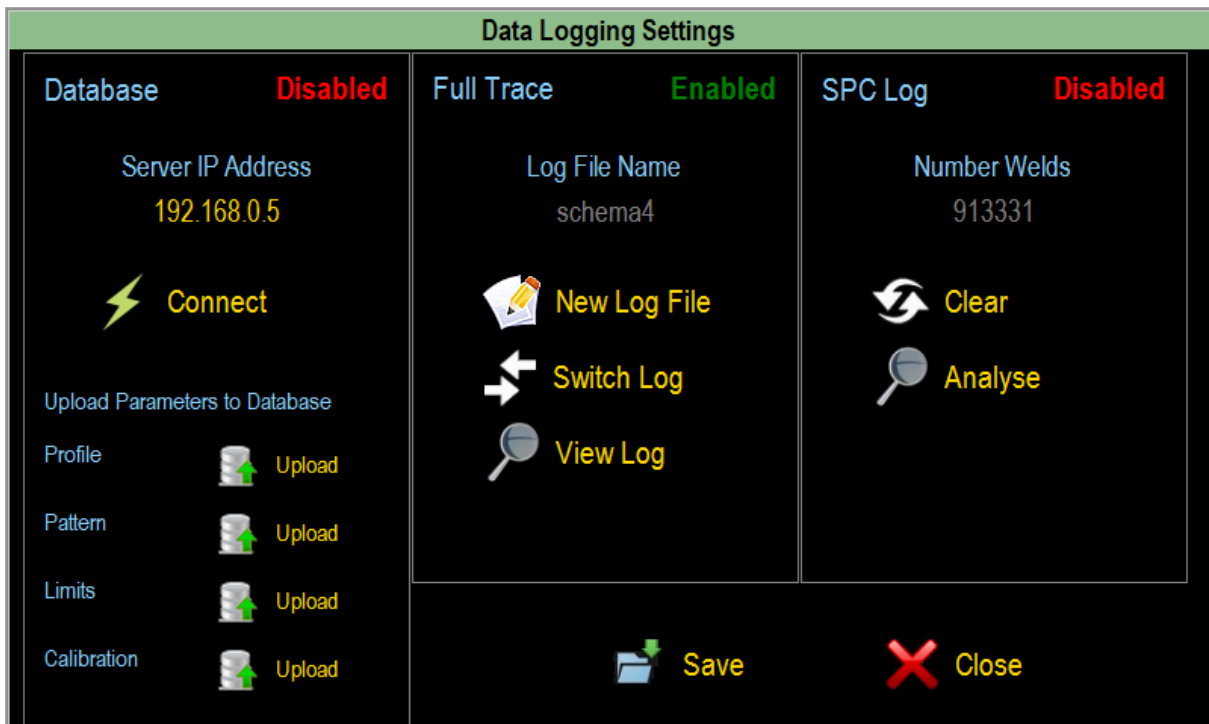 Data Logging Settings
Database Disabled
Server IP Address
192.168.0.5
Connect
Upload Parameters to Database
Profile Upload
Pattern Upload
Limits Upload
Calibration Upload
Full Trace Enabled
Log File Name
schema4
New Log File
Switch Log
View Log
SPC Log Disabled
Number Welds
913331
Clear
Analyse
Save Close